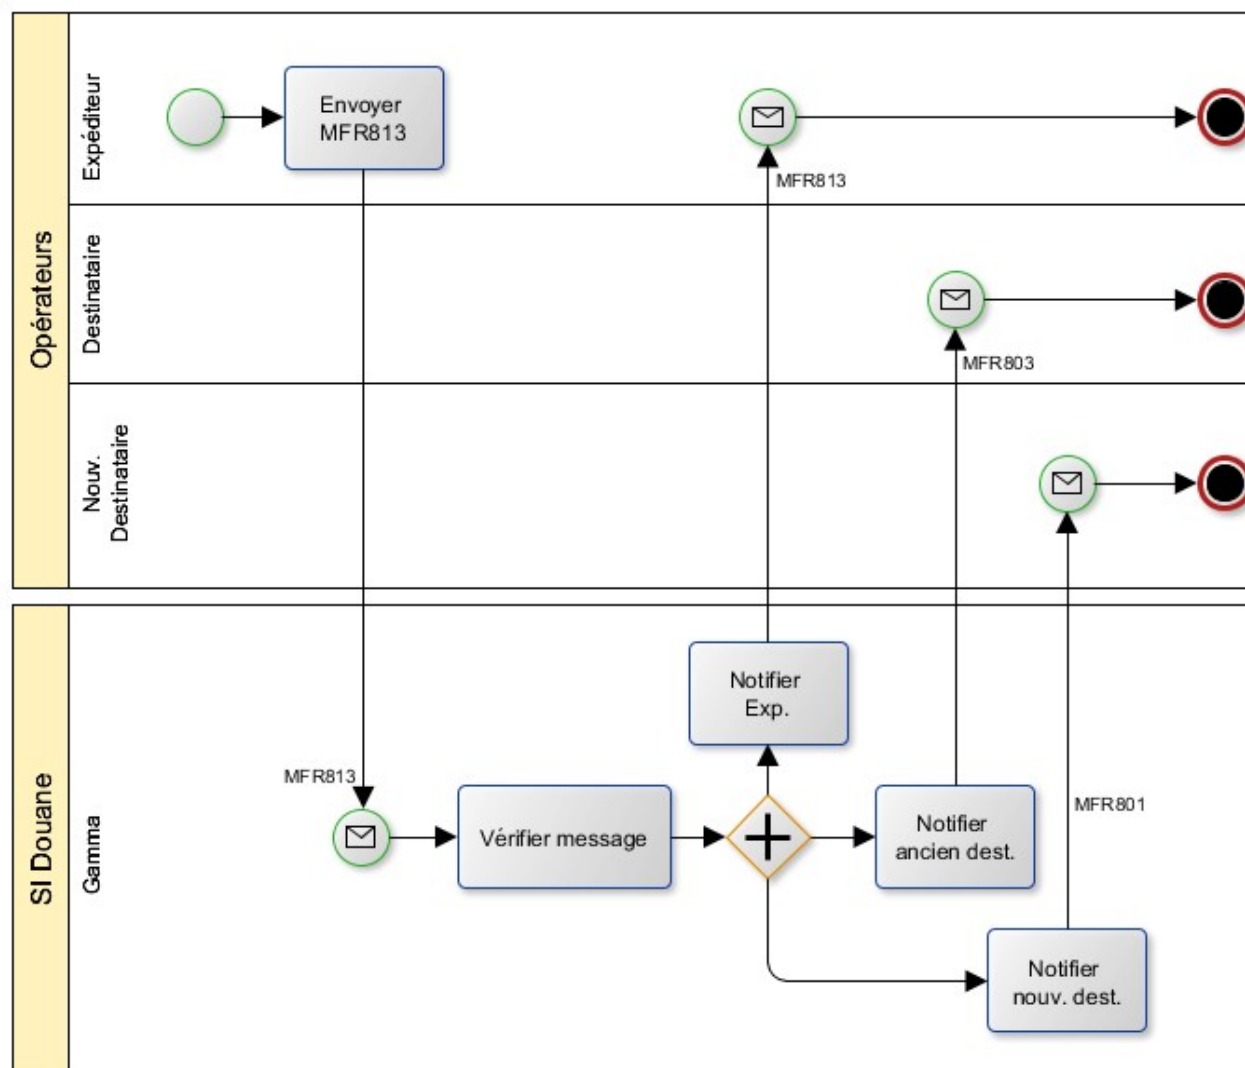 Opérateurs
Expéditeur
Envoyer
MFR813
MFR813
Destinataire
MFR803
Nouv.
Destinataire
SI Douane
Gamma
MFR813
Vérifier message
Notifier
Exp.
Notifier
ancien dest.
MFR801
Notifier
nouv. dest.